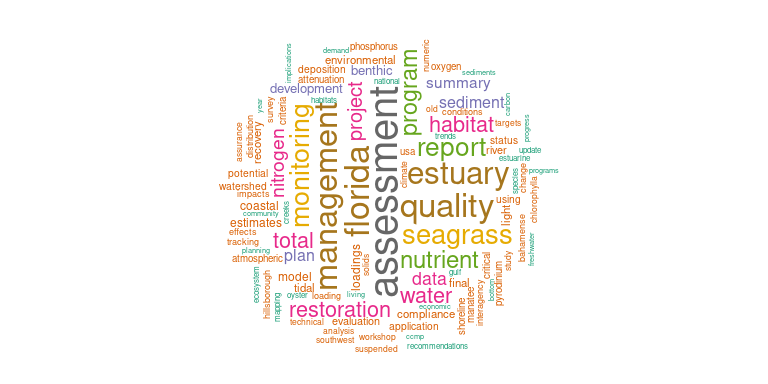 implications
demand
phosphorus
numeric
environmental
oxygen
deposition
benthic
sediments
attenuation
national
program
summary
development
habitats
project
assessment
management
monitoring
year
survey
criteria
sediment
carbon
old
conditions
habitat
targets
progress
assurance
distribution
recovery
nitrogen
florida
trends
report
status
river
update
usa
estuarine
climate
estuary
potential
watershed
impacts
species
change
programs
chlorophylla
coastal
community
creeks
quality
using
light
estimates
effects
seagrass
tracking
total
planning
atmospheric
plan
loadings
solids
nutrient
bahamense
freshwater
study
critical
gulf
data
final
bottom
pyrodinium
ecosystem
hillsborough
model
tidal
mapping
oyster
loading
living
water
economic
manatee
interagency
shoreline
restoration
compliance
technical
evaluation
application
analysis
southwest
workshop
ccmp
suspended
recommendations